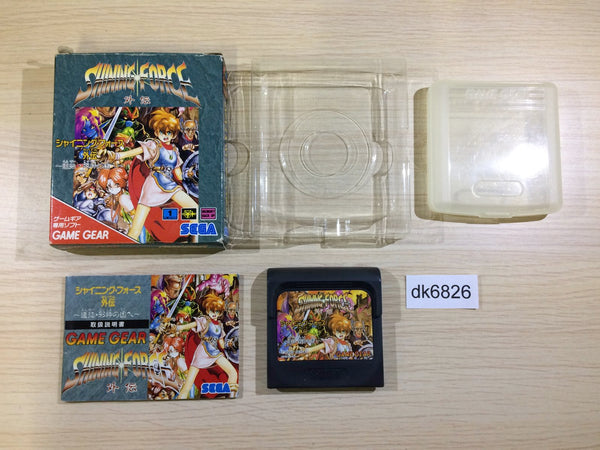 SHINING FORCE
外伝
シャイニング・フォース
外伝
ゲームギア
専用ソフト
GAME GEAR
SEGA
シャイニング・フォース
外伝
~遠征・邪神の国へ~
取扱説明書
GAME GEAR
SHINING FORCE
外伝
SEGA
SHINING FORCE
dk6826